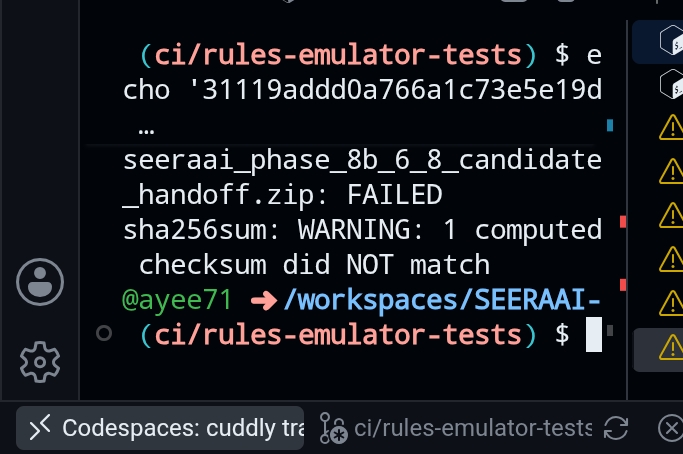 (ci/rules-emulator-tests) $ e
cho '31119addd0a766a1c73e5e19d
…
seeraai_phase_8b_6_8_candidate
_handoff.zip: FAILED
sha256sum: WARNING: 1 computed
checksum did NOT match
@ayee71 ➜ /workspaces/SEERAAI-
(ci/rules-emulator-tests) $
Codespaces: cuddly tra
ci/rules-emulator-tests